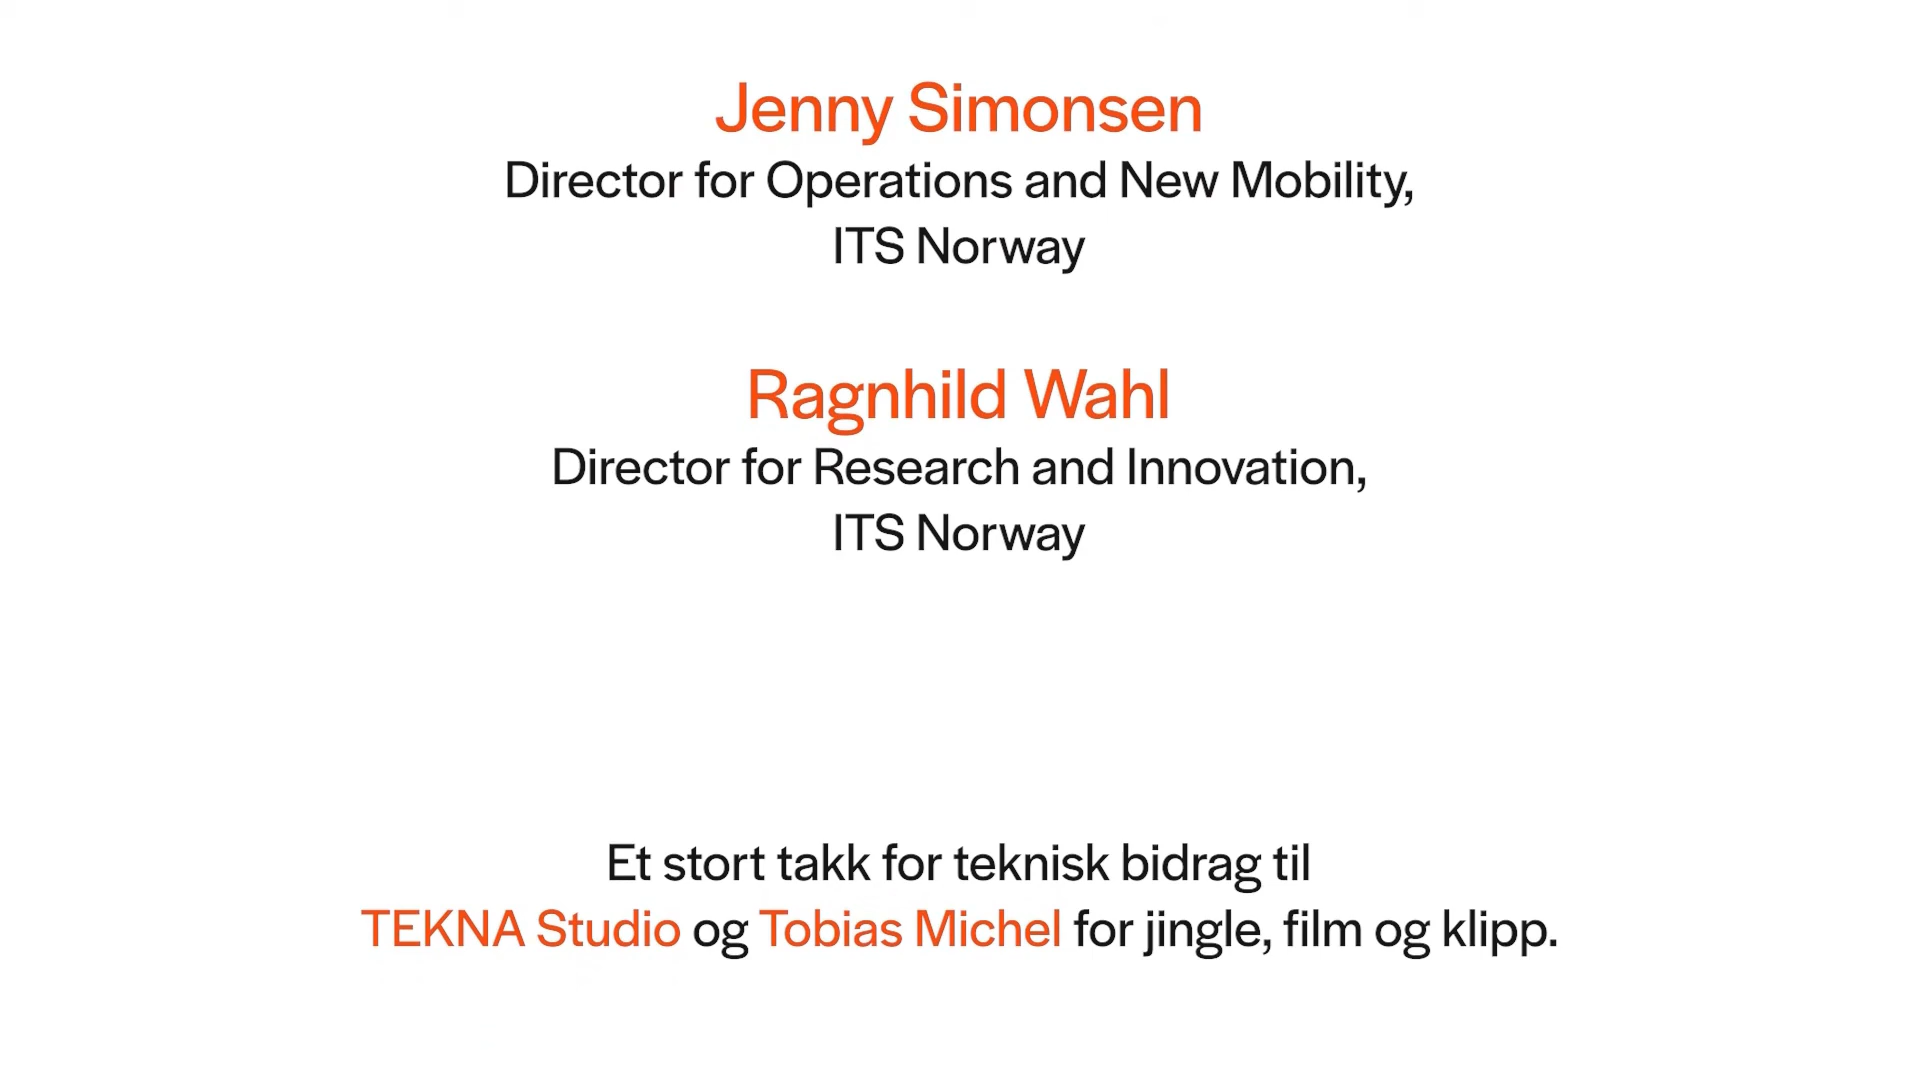 Jenny Simonsen
Director for Operations and New Mobility,
ITS Norway
Ragnhild Wahl
Director for Research and Innovation,
ITS Norway
Et stort takk for teknisk bidrag til
TEKNA Studio og Tobias Michel for jingle, film og klipp.